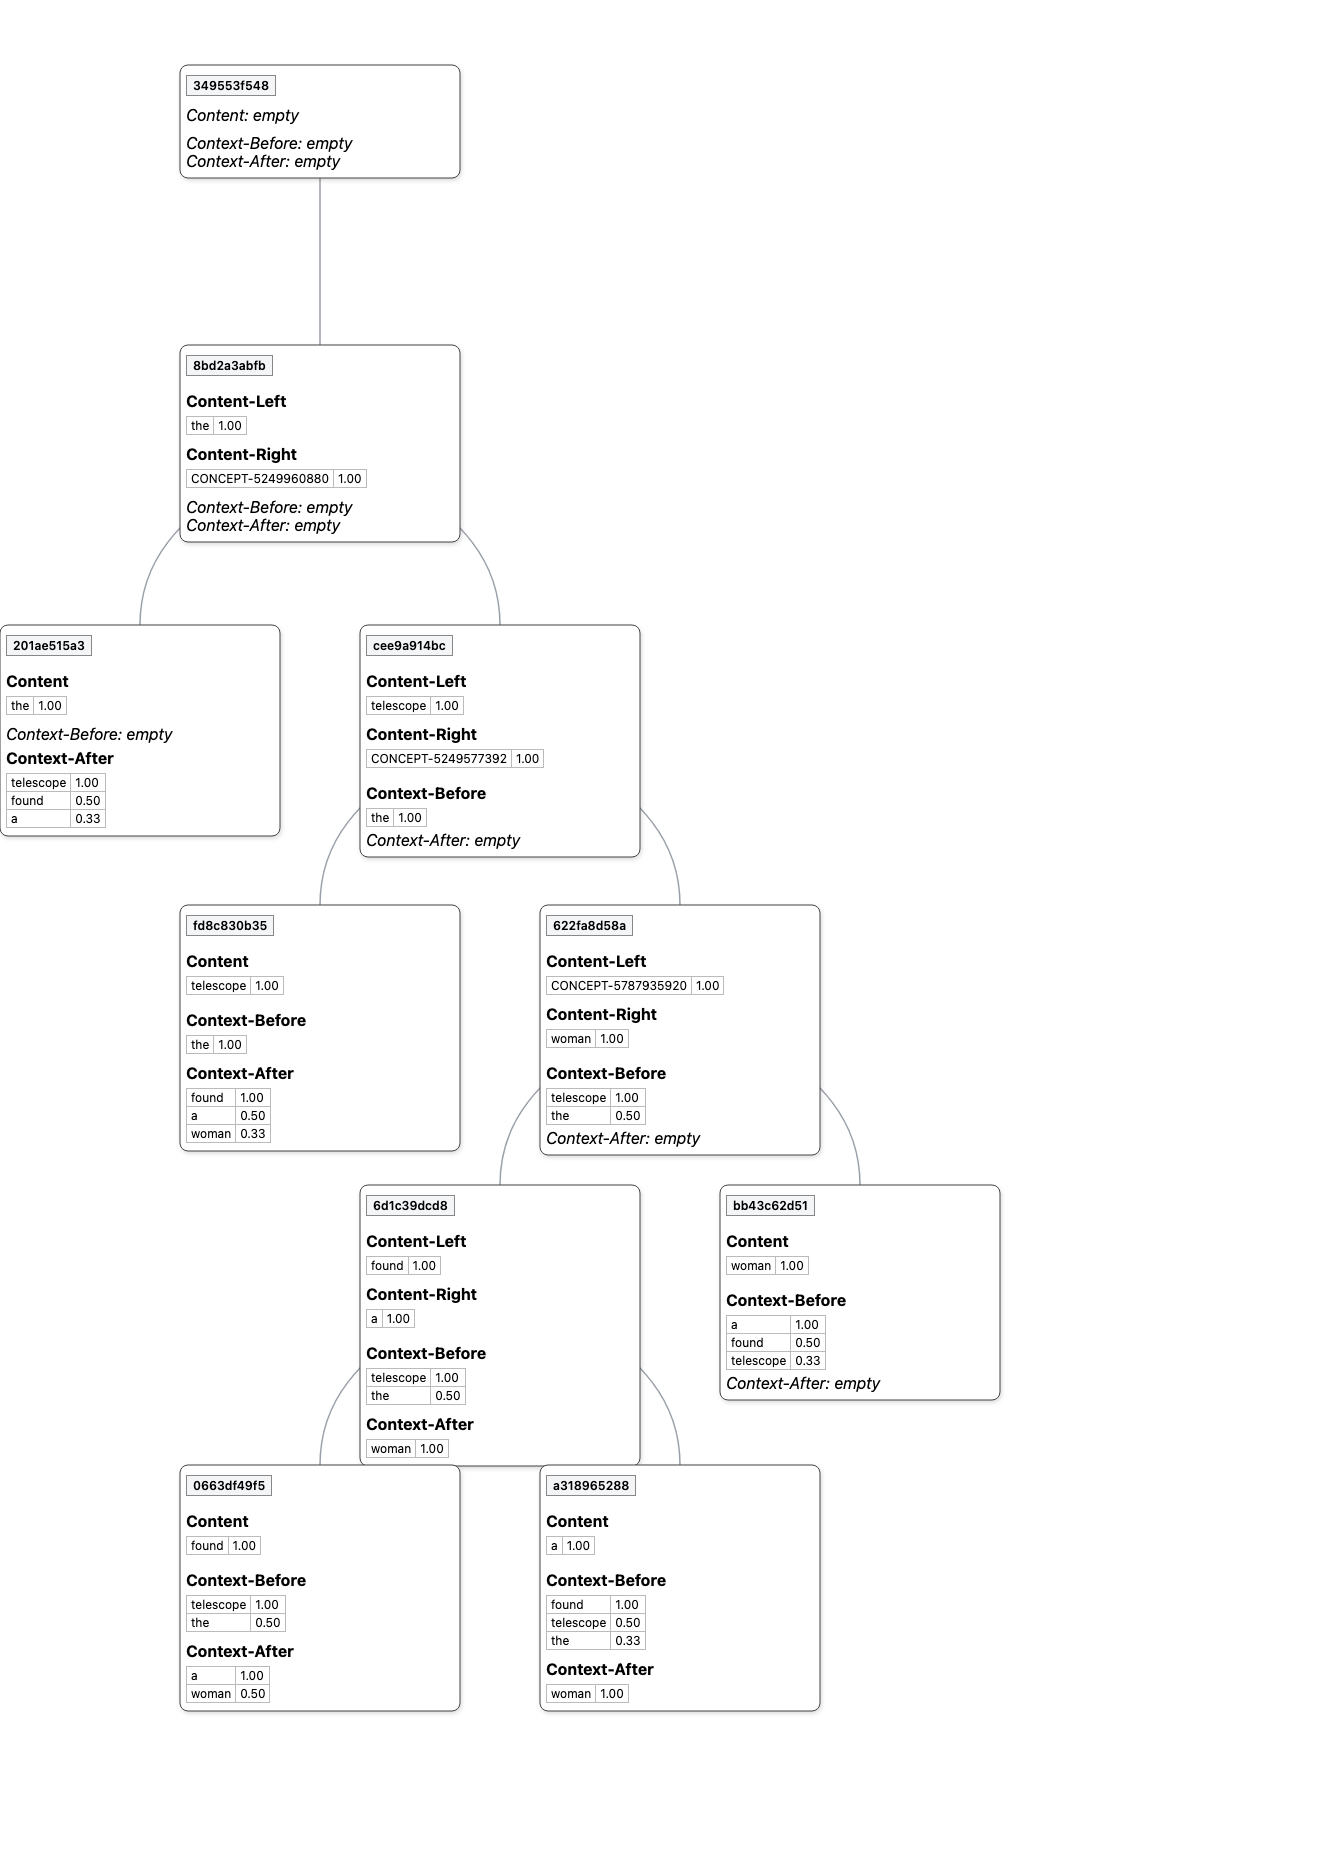 349553f548
Content: empty
Context-Before: empty
Context-After: empty
8bd2a3abfb
Content-Left
the 1.00
Content-Right
CONCEPT-5249960880 1.00
Context-Before: empty
Context-After: empty
201ae515a3
Content
the 1.00
Context-Before: empty
Context-After
telescope 1.00
found 0.50
a 0.33
cee9a914bc
Content-Left
telescope 1.00
Content-Right
CONCEPT-5249577392 1.00
Context-Before
the 1.00
Context-After: empty
fd8c830b35
Content
telescope 1.00
Context-Before
the 1.00
Context-After
found 1.00
a 0.50
woman 0.33
622fa8d58a
Content-Left
CONCEPT-5787935920 1.00
Content-Right
woman 1.00
Context-Before
telescope 1.00
the 0.50
Context-After: empty
6d1c39dcd8
Content-Left
found 1.00
Content-Right
a 1.00
Context-Before
telescope 1.00
the 0.50
Context-After
woman 1.00
bb43c62d51
Content
woman 1.00
Context-Before
a 1.00
found 0.50
telescope 0.33
Context-After: empty
0663df49f5
Content
found 1.00
Context-Before
telescope 1.00
the 0.50
Context-After
a 1.00
woman 0.50
a318965288
Content
a 1.00
Context-Before
found 1.00
telescope 0.50
the 0.33
Context-After
woman 1.00